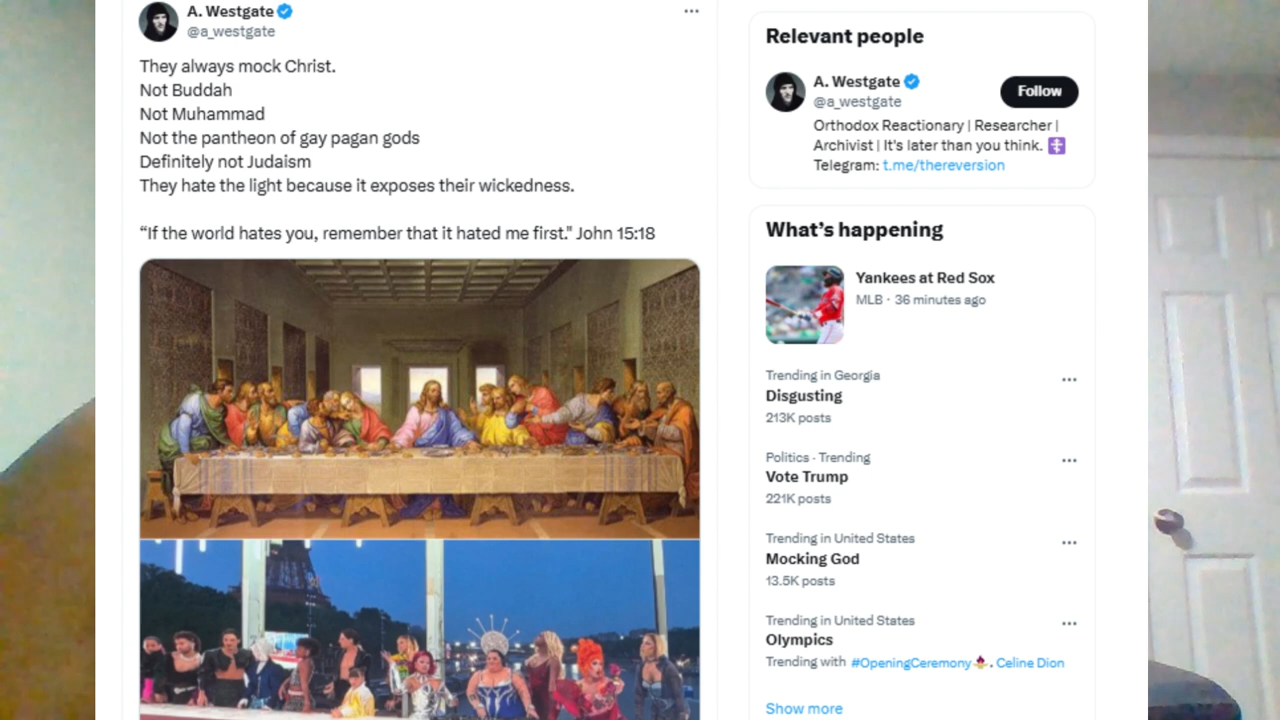 A. Westgate
@a_westgate
They always mock Christ.
Not Buddah
Not Muhammad
Not the pantheon of gay pagan gods
Definitely not Judaism
They hate the light because it exposes their wickedness.
“If the world hates you, remember that it hated me first." John 15:18
Relevant people
A. Westgate
@a_westgate
Follow
Orthodox Reactionary | Researcher |
Archivist | It's later than you think.
Telegram: t.me/thereversion
What's happening
Yankees at Red Sox
MLB · 36 minutes ago
Trending in Georgia
Disgusting
213K posts
Politics · Trending
Vote Trump
221K posts
Trending in United States
Mocking God
13.5K posts
Trending in United States
Olympics
Trending with #OpeningCeremony, Celine Dion
Show more